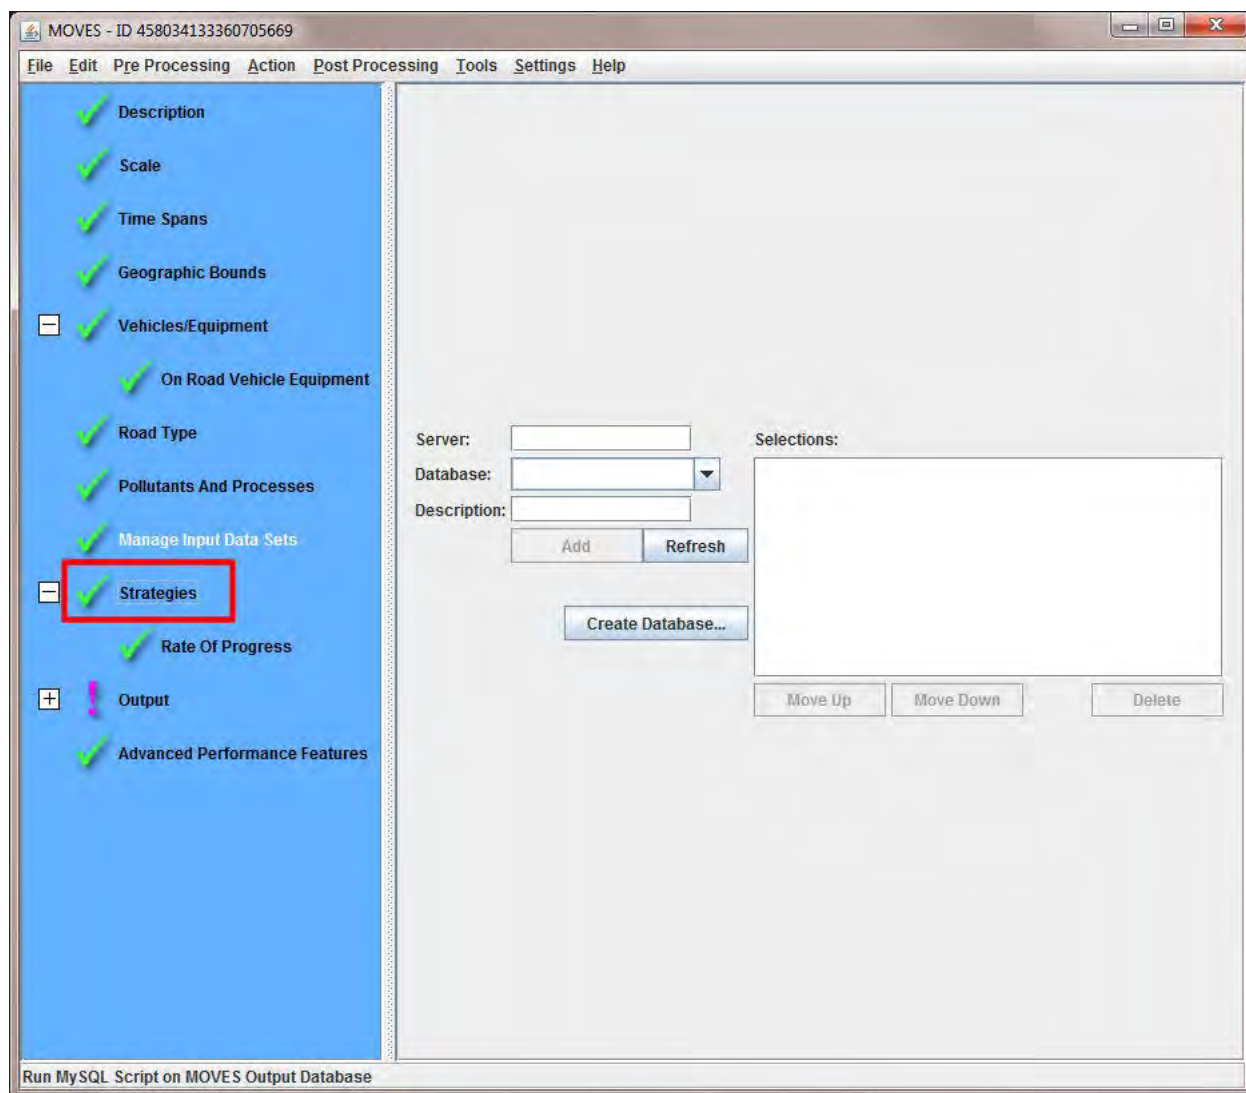 MOVES - ID 458034133360705669
File Edit Pre Processing Action Post Processing Tools Settings Help
Description
Scale
Time Spans
Geographic Bounds
Vehicles/Equipment
On Road Vehicle Equipment
Road Type
Pollutants And Processes
Manage Input Data Sets
Strategies
Rate Of Progress
Output
Advanced Performance Features
Server:
Database:
Description:
Add Refresh
Create Database...
Selections:
Move Up Move Down Delete
Run MySQL Script on MOVES Output Database